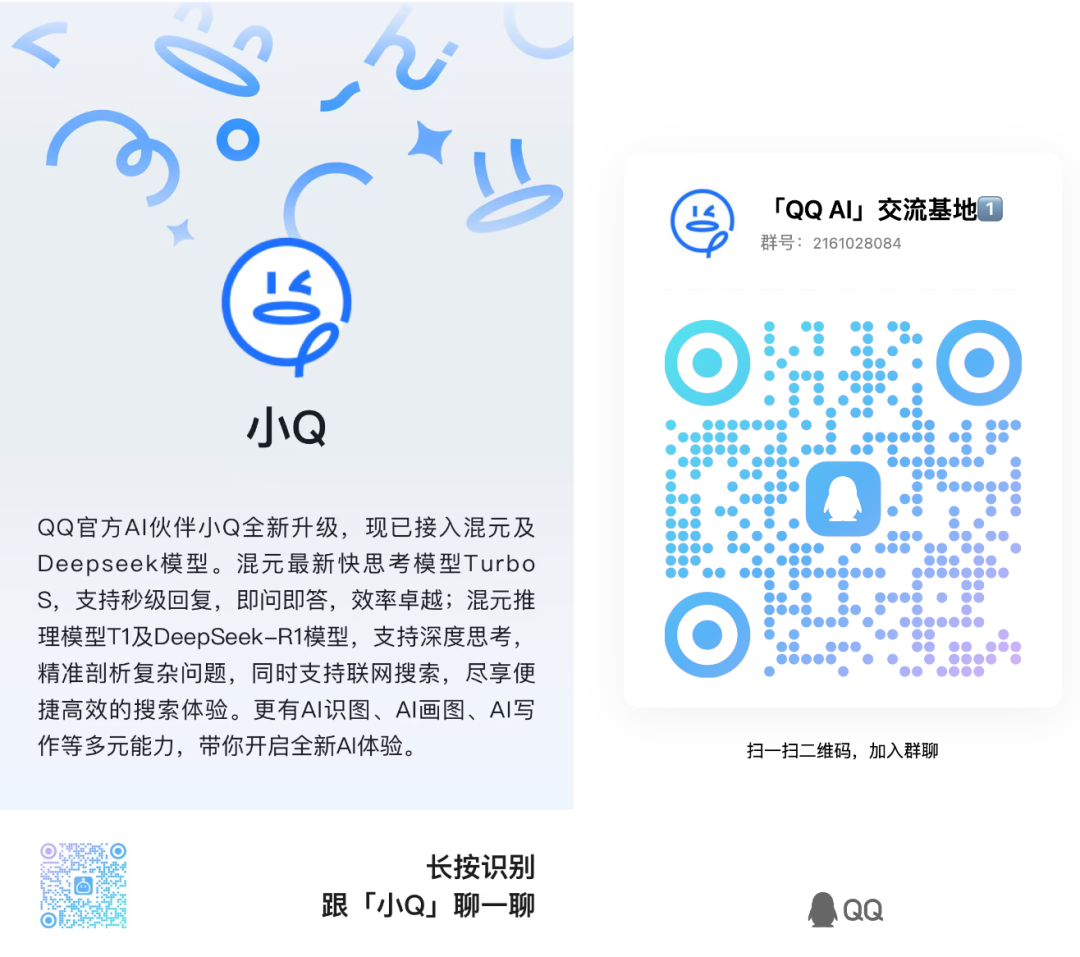 hi
小Q
QQ官方AI伙伴小Q全新升级，现已接入混元及
Deepseek模型。混元最新快思考模型Turbo
S，支持秒级回复，即问即答，效率卓越；混元推
理模型T1及DeepSeek-R1模型，支持深度思考，
精准剖析复杂问题，同时支持联网搜索，尽享便
捷高效的搜索体验。更有AI识图、AI画图、AI写
作等多元能力，带你开启全新AI体验。
长按识别
跟「小Q」聊一聊
「QQ AI」交流基地1️⃣
群号：2161028084
扫一扫二维码，加入群聊
QQ